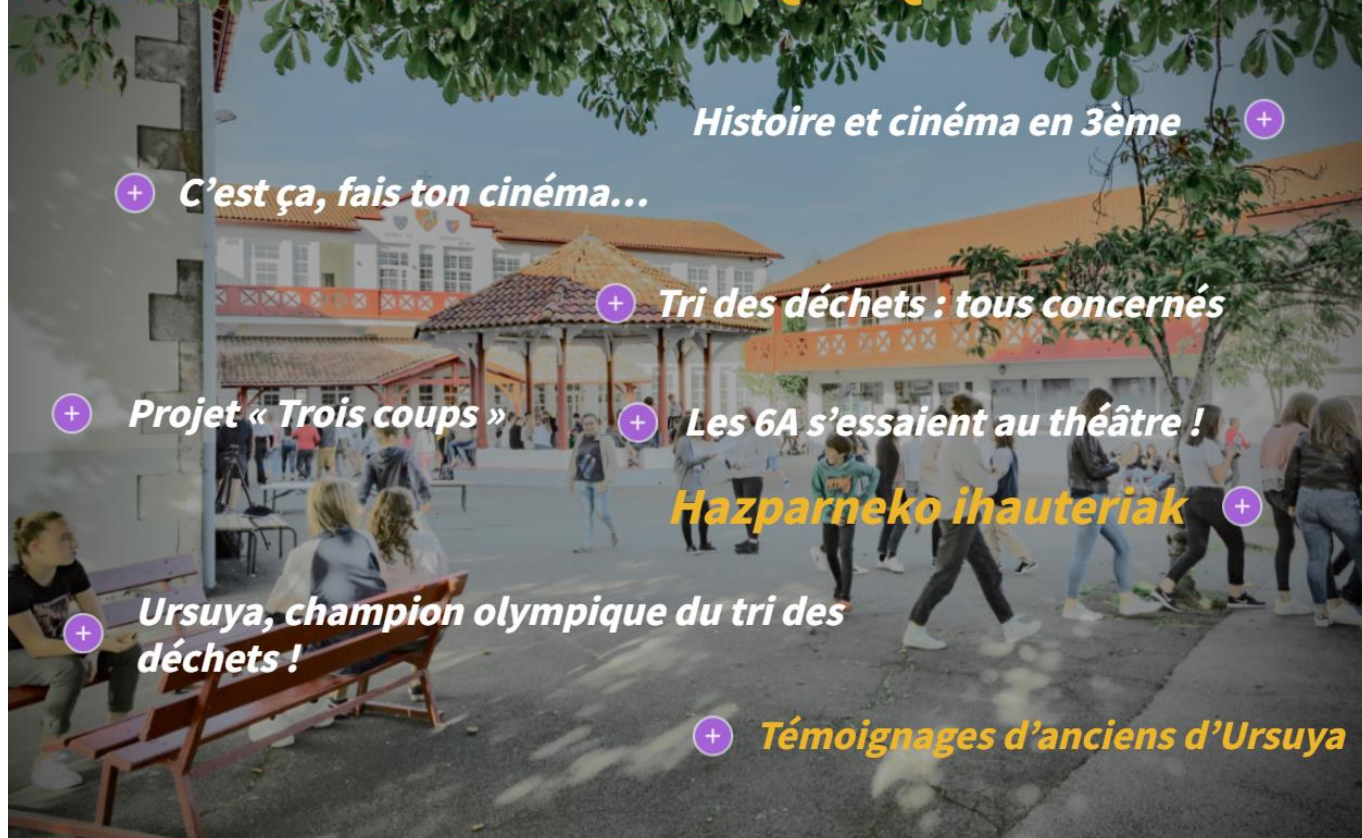 Histoire et cinéma en 3ème
C’est ça, fais ton cinéma...
Tri des déchets : tous concernés
Projet « Trois coups »
Les 6A s’essaient au théâtre !
Hazparneko ihauteriak
Ursuya, champion olympique du tri des
déchets !
Témoignages d’anciens d’Ursuya